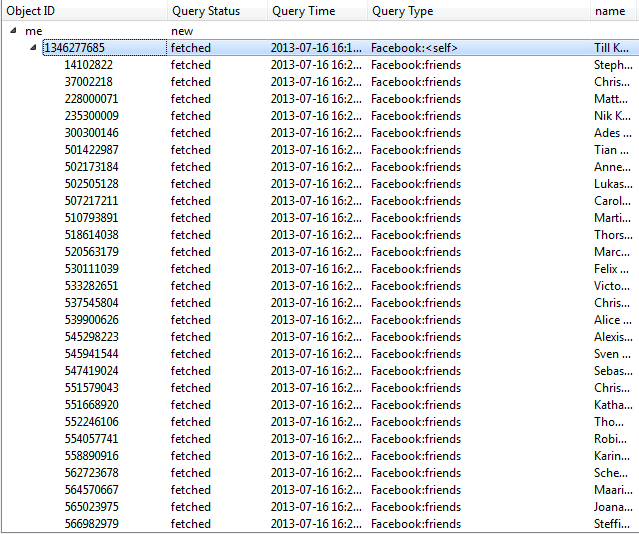 Object ID Query Status Query Time Query Type name
me new
1346277685 fetched 2013-07-16 16:1... Facebook:<self> Till K...
14102822 fetched 2013-07-16 16:2... Facebook:friends Steph...
37002218 fetched 2013-07-16 16:2... Facebook:friends Chris...
228000071 fetched 2013-07-16 16:2... Facebook:friends Matt...
235300009 fetched 2013-07-16 16:2... Facebook:friends Nik K...
300300146 fetched 2013-07-16 16:2... Facebook:friends Ades ...
501422987 fetched 2013-07-16 16:2... Facebook:friends Tian ...
502173184 fetched 2013-07-16 16:2... Facebook:friends Anne...
502505128 fetched 2013-07-16 16:2... Facebook:friends Lukas...
507217211 fetched 2013-07-16 16:2... Facebook:friends Carol...
510793891 fetched 2013-07-16 16:2... Facebook:friends Marti...
518614038 fetched 2013-07-16 16:2... Facebook:friends Thors...
520563179 fetched 2013-07-16 16:2... Facebook:friends Marc...
530111039 fetched 2013-07-16 16:2... Facebook:friends Felix ...
533282651 fetched 2013-07-16 16:2... Facebook:friends Victo...
537545804 fetched 2013-07-16 16:2... Facebook:friends Chris...
539900626 fetched 2013-07-16 16:2... Facebook:friends Alice ...
545298223 fetched 2013-07-16 16:2... Facebook:friends Alexis...
545941544 fetched 2013-07-16 16:2... Facebook:friends Sven ...
547419024 fetched 2013-07-16 16:2... Facebook:friends Sebas...
551579043 fetched 2013-07-16 16:2... Facebook:friends Chris...
551668920 fetched 2013-07-16 16:2... Facebook:friends Katha...
552246106 fetched 2013-07-16 16:2... Facebook:friends Tho...
554057741 fetched 2013-07-16 16:2... Facebook:friends Robi...
558890916 fetched 2013-07-16 16:2... Facebook:friends Karin...
562723678 fetched 2013-07-16 16:2... Facebook:friends Sche...
564570667 fetched 2013-07-16 16:2... Facebook:friends Maari...
565023975 fetched 2013-07-16 16:2... Facebook:friends Joana...
566982979 fetched 2013-07-16 16:2... Facebook:friends Steffi...